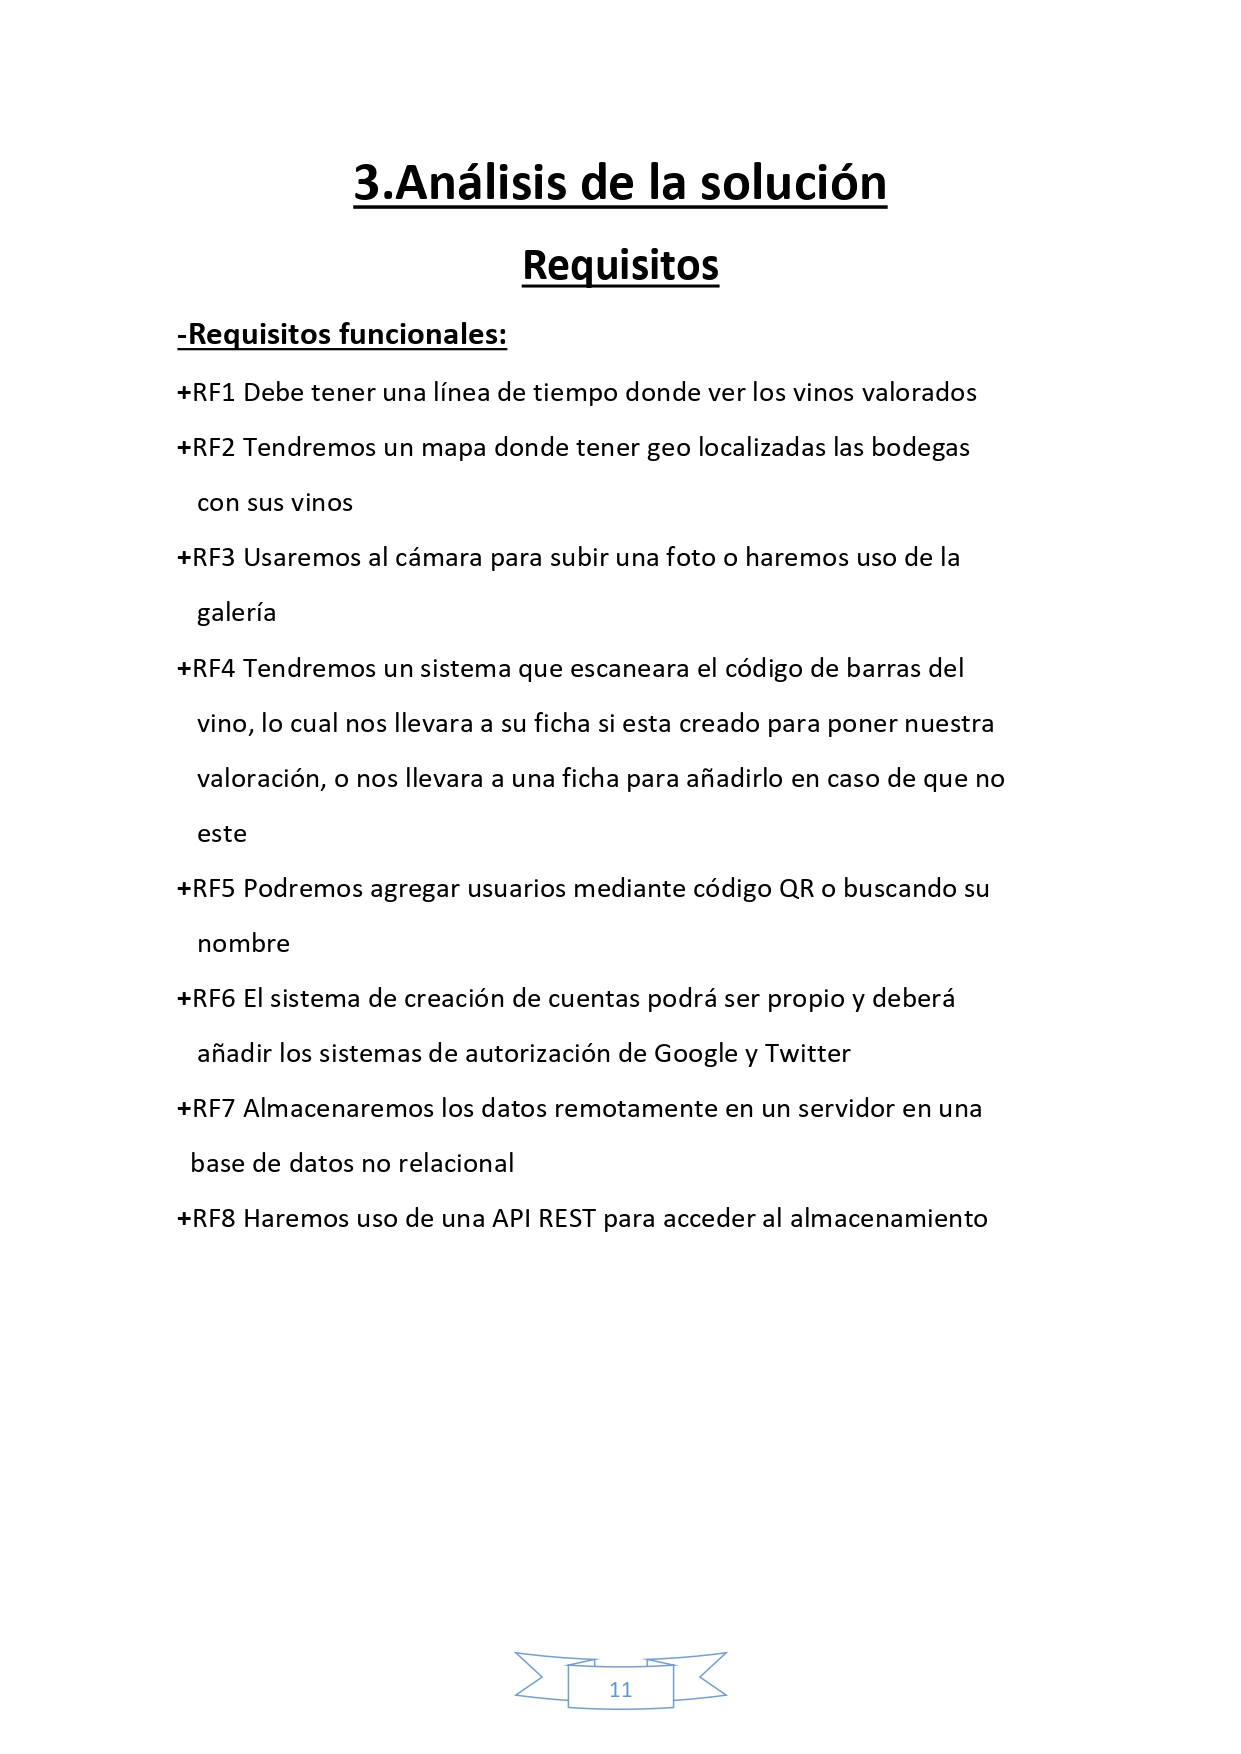 3.Análisis de la solución
Requisitos
-Requisitos funcionales:
+RF1 Debe tener una línea de tiempo donde ver los vinos valorados
+RF2 Tendremos un mapa donde tener geo localizadas las bodegas
con sus vinos
+RF3 Usaremos al cámara para subir una foto o haremos uso de la
galería
+RF4 Tendremos un sistema que escaneara el código de barras del
vino, lo cual nos llevara a su ficha si esta creado para poner nuestra
valoración, o nos llevara a una ficha para añadirlo en caso de que no
este
+RF5 Podremos agregar usuarios mediante código QR o buscando su
nombre
+RF6 El sistema de creación de cuentas podrá ser propio y deberá
añadir los sistemas de autorización de Google y Twitter
+RF7 Almacenaremos los datos remotamente en un servidor en una
base de datos no relacional
+RF8 Haremos uso de una API REST para acceder al almacenamiento
11